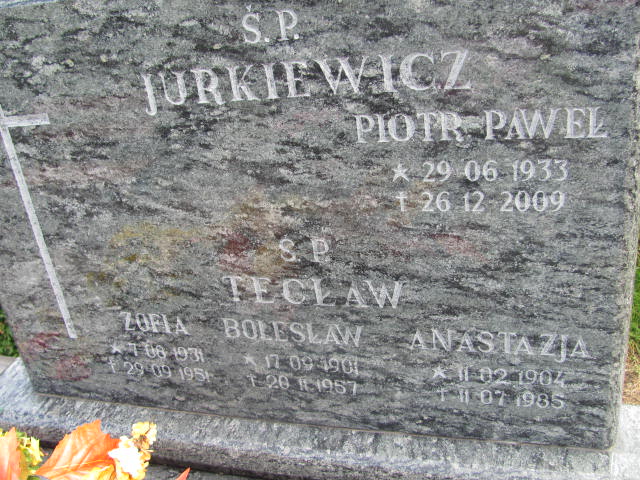 Ś.P.
JURKIEWICZ
PIOTR PAWEŁ
★ 29 06 1933
† 26 12 2009
Ś P
TECŁAW
ZOFIA
★ 1 08 1931
† 29 09 1951
BOLESŁAW
★ 17 09 1901
† 20 11 1957
ANASTAZJA
★ 11 02 1904
† 11 07 1985